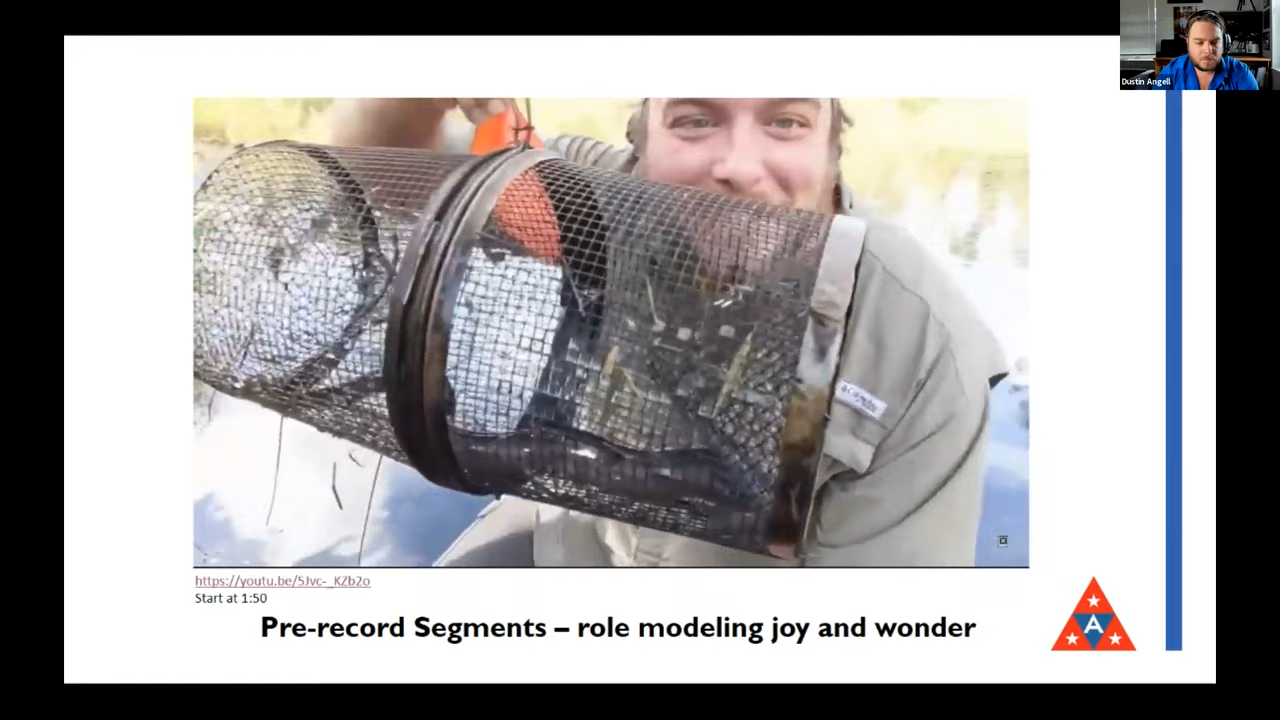 Dustin Angell
Columbia
https://youtu.be/5Jvc-_KZb2o
Start at 1:50
Pre-record Segments – role modeling joy and wonder
A